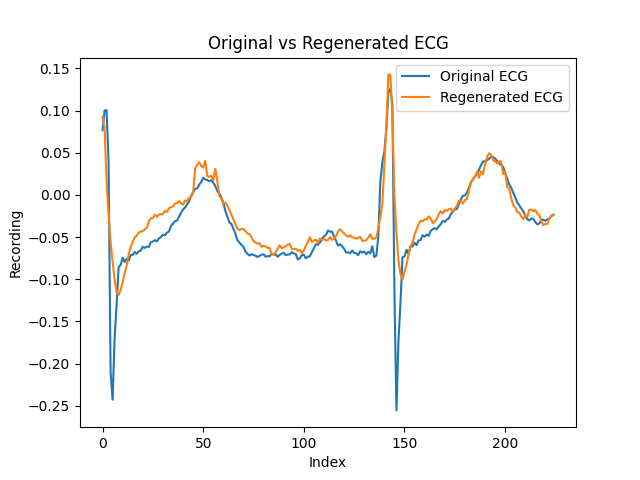 Original vs Regenerated ECG
Original ECG
Regenerated ECG
0.15
0.10
0.05
0.00
−0.05
−0.10
−0.15
−0.20
−0.25
Recording
0
50
100
150
200
Index